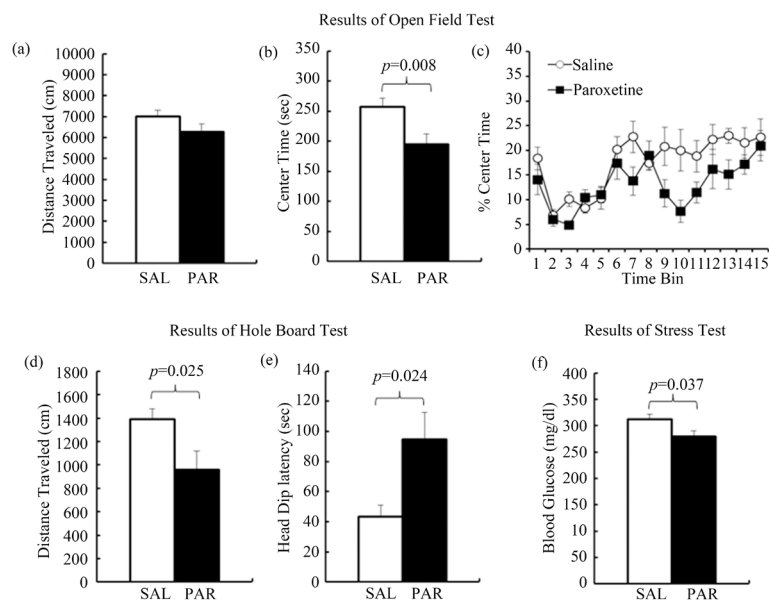 Results of Open Field Test
(a)
Distance Traveled (cm)
10000
9000
8000
7000
6000
5000
4000
3000
2000
1000
0
SAL PAR
(b)
Center Time (sec)
300
250
200
150
100
50
0
p=0.008
SAL PAR
(c)
% Center Time
40
35
30
25
20
15
10
5
0
Saline
Paroxetine
1 2 3 4 5 6 7 8 9 10 11 12 13 14 15
Time Bin
Results of Hole Board Test
(d)
Distance Traveled (cm)
1800
1600
1400
1200
1000
800
600
400
200
0
p=0.025
SAL PAR
(e)
Head Dip latency (sec)
140
120
100
80
60
40
20
0
p=0.024
SAL PAR
Results of Stress Test
(f)
Blood Glucose (mg/dl)
350
300
250
150
0
p=0.037
SAL PAR